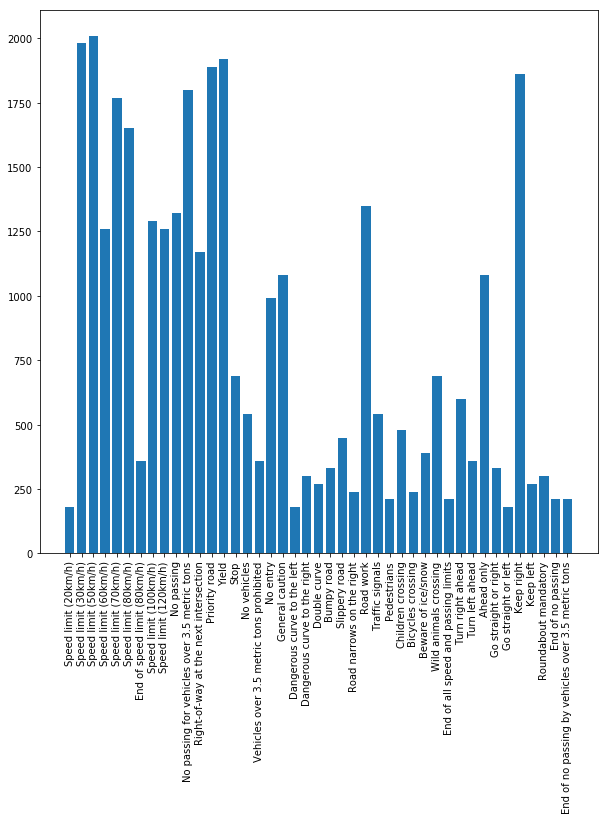 2000
1750
1500
1250
1000
750
500
250
0
Speed limit (20km/h)
Speed limit (30km/h)
Speed limit (50km/h)
Speed limit (60km/h)
Speed limit (70km/h)
Speed limit (80km/h)
End of speed limit (80km/h)
Speed limit (100km/h)
Speed limit (120km/h)
No passing
No passing for vehicles over 3.5 metric tons
Right-of-way at the next intersection
Priority road
Yield
Stop
No vehicles
Vehicles over 3.5 metric tons prohibited
No entry
General caution
Dangerous curve to the left
Dangerous curve to the right
Double curve
Bumpy road
Slippery road
Road narrows on the right
Road work
Traffic signals
Pedestrians
Children crossing
Bicycles crossing
Beware of ice/snow
Wild animals crossing
End of all speed and passing limits
Turn right ahead
Turn left ahead
Ahead only
Go straight or right
Go straight or left
Keep right
Keep left
Roundabout mandatory
End of no passing
End of no passing by vehicles over 3.5 metric tons